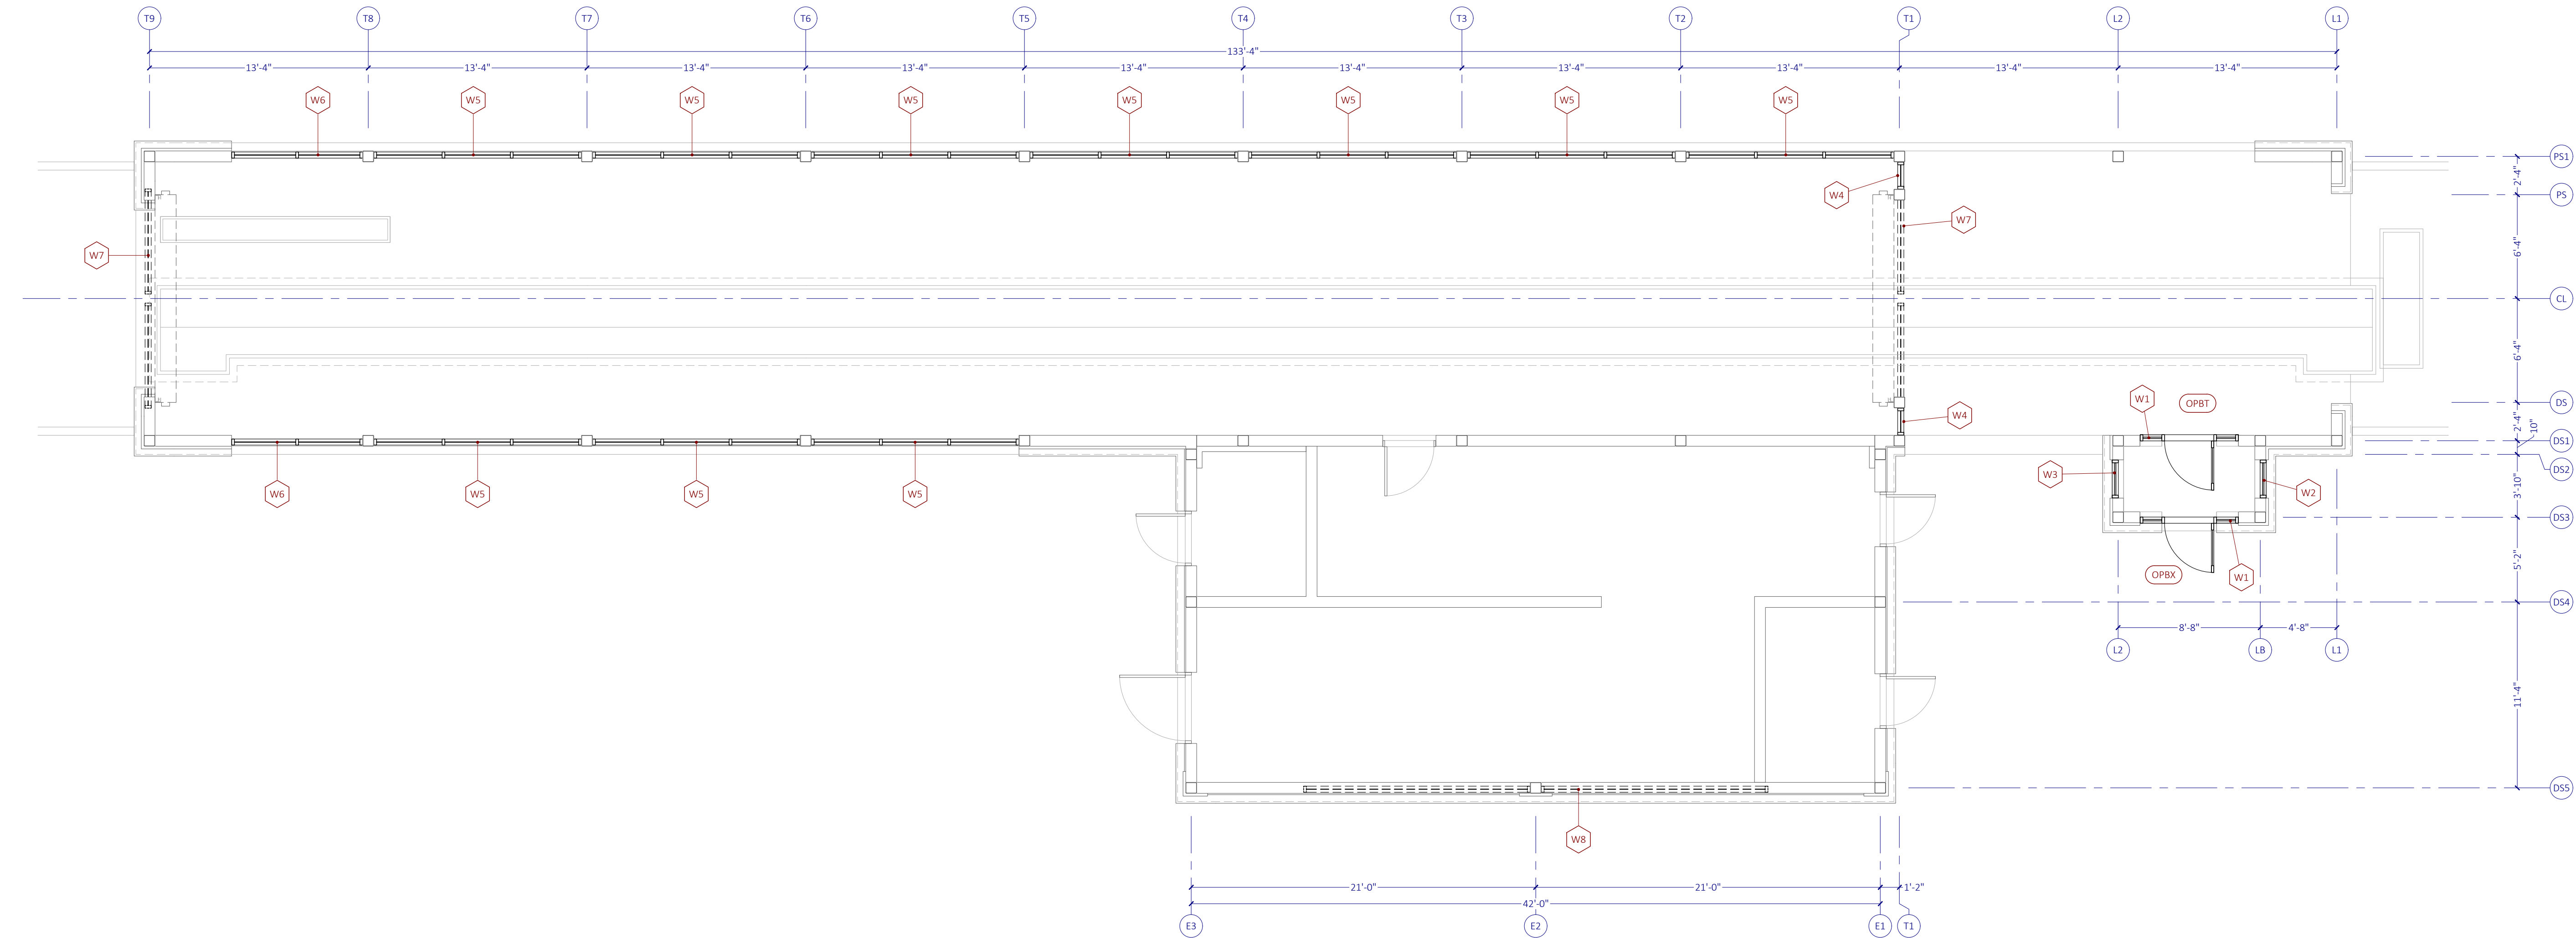 T9 T8 T7 T6 T5 T4 T3 T2 T1 L2 L1
133'-4"
13'-4" 13'-4" 13'-4" 13'-4" 13'-4" 13'-4" 13'-4" 13'-4" 13'-4" 13'-4"
W6 W5 W5 W5 W5 W5 W5 W5
PS1
2'-4"
W4 PS
W7
6'-4"
W7
CL
6'-4"
W1 OPBT DS
W4
2'-4" 10"
DS1
DS2
W3
3'-10"
W6 W5 W5 W5 W2
DS3
5'-2"
OPBX W1
DS4
8'-8" 4'-8"
L2 LB L1
11'-4"
DS5
W8
21'-0" 21'-0" 1'-2"
42'-0"
E3 E2 E1 T1